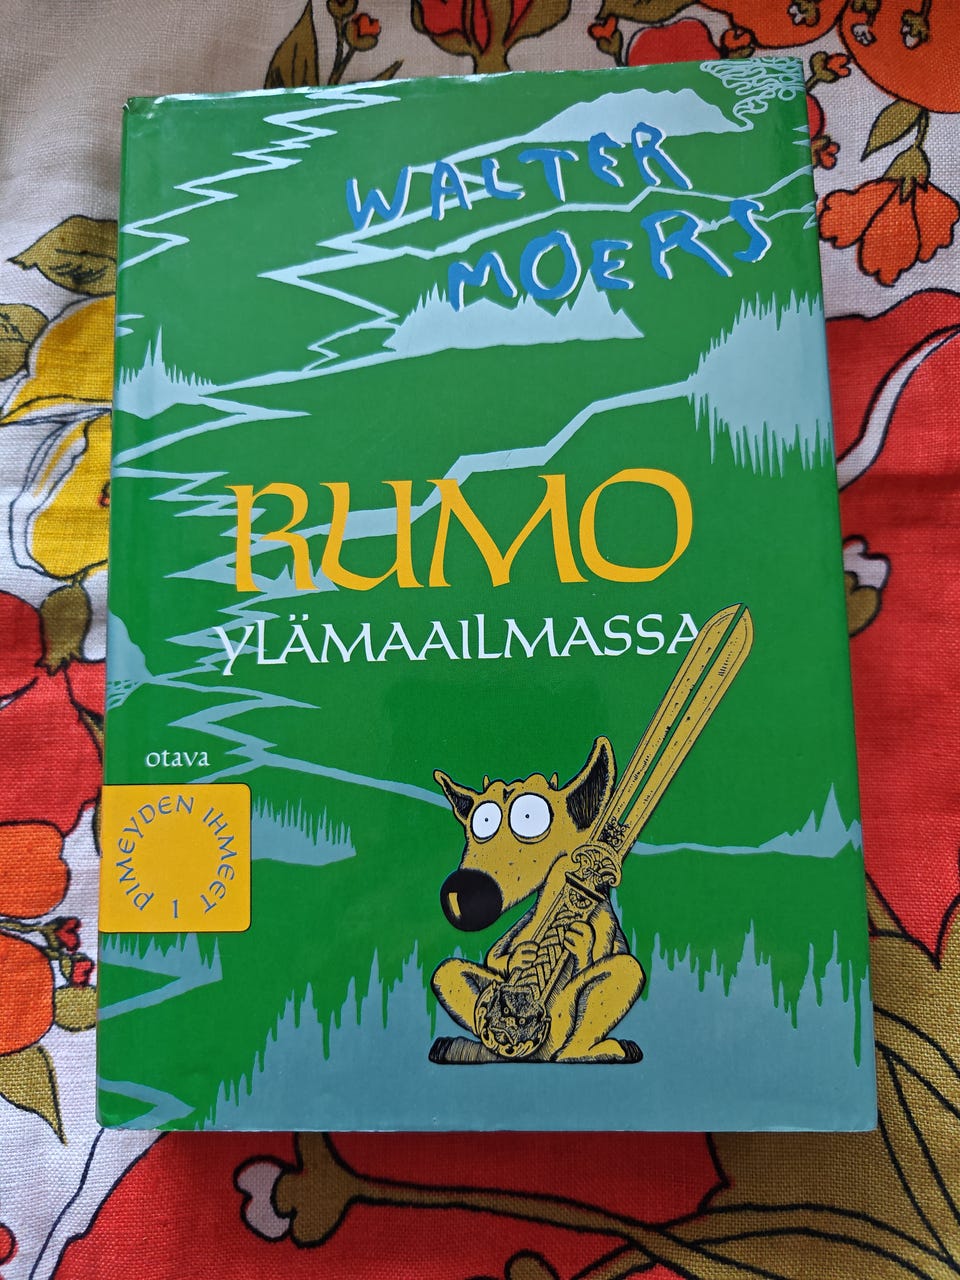 WALTER
MOERS
RUMO
YLÄMAAILMASSA
otava
PIMEYDEN IHMEET
1